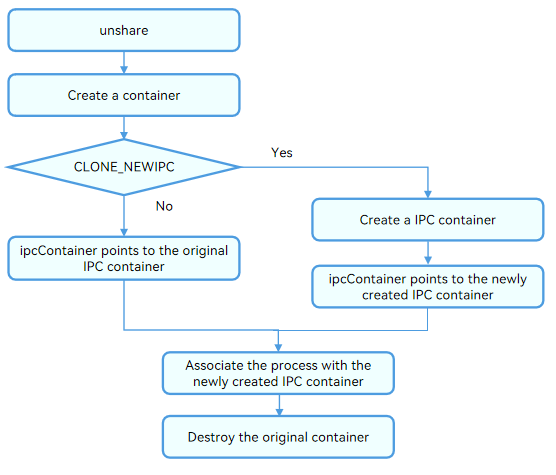 unshare
Create a container
CLONE_NEWIPC
Yes
No
Create a IPC container
ipcContainer points to the original
IPC container
ipcContainer points to the newly
created IPC container
Associate the process with the
newly created IPC container
Destroy the original container